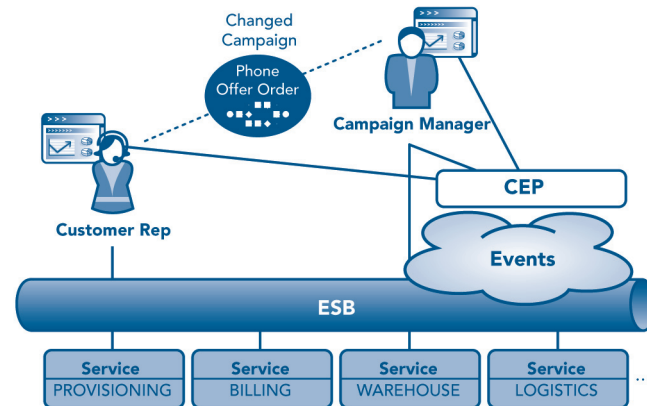 Changed
Campaign
Phone
Offer Order
>>>
>>>>>>>
Campaign Manager
>>>
>>>>>>>
Customer Rep
CEP
Events
ESB
Service
PROVISIONING
Service
BILLING
Service
WAREHOUSE
Service
LOGISTICS
...